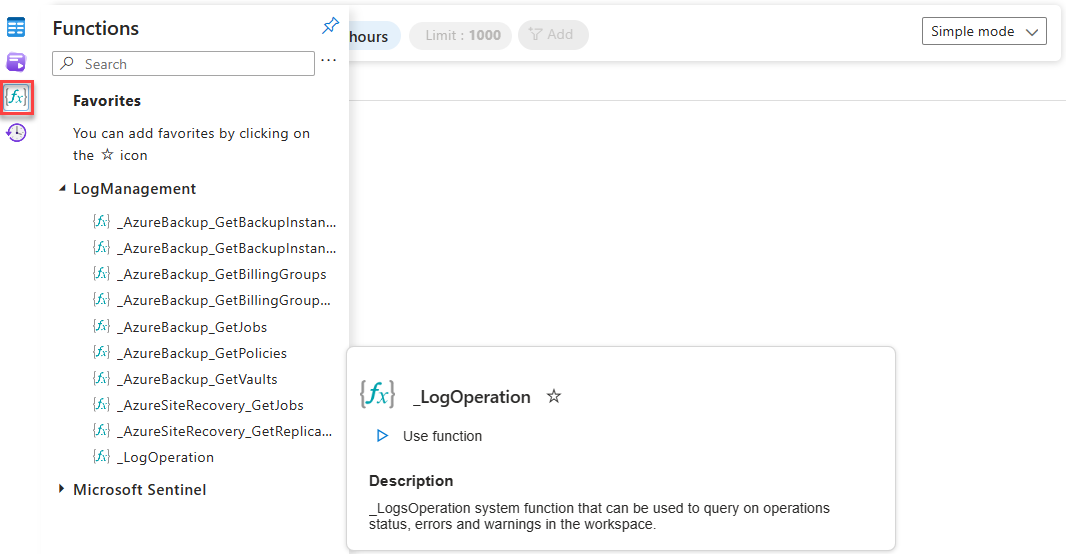 Functions
hours
Limit : 1000
Add
Simple mode
Search
...
Favorites
You can add favorites by clicking on
the ☆ icon
LogManagement
{fx} _AzureBackup_GetBackupInstan...
{fx} _AzureBackup_GetBackupInstan...
{fx} _AzureBackup_GetBillingGroups
{fx} _AzureBackup_GetBillingGroup...
{fx} _AzureBackup_GetJobs
{fx} _AzureBackup_GetPolicies
{fx} _AzureBackup_GetVaults
{fx} _AzureSiteRecovery_GetJobs
{fx} _AzureSiteRecovery_GetReplica...
{fx} _LogOperation
Microsoft Sentinel
{fx}
{fx} _LogOperation ☆
Use function
Description
_LogsOperation system function that can be used to query on operations
status, errors and warnings in the workspace.